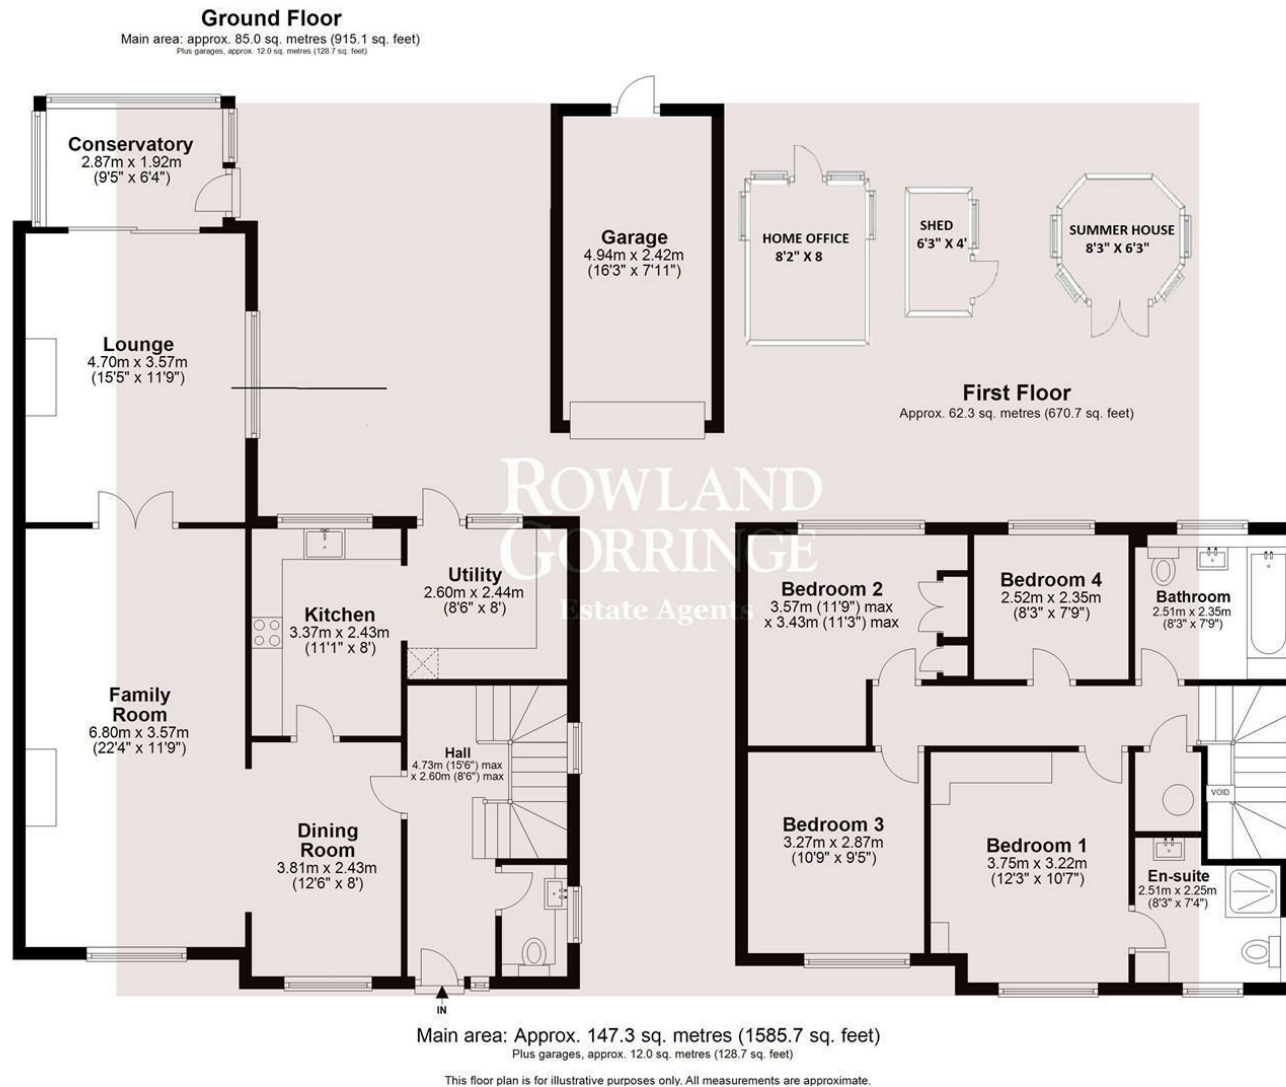 Ground Floor
Main area: approx. 85.0 sq. metres (915.1 sq. feet)
Plus garages, approx. 12.0 sq. metres (128.7 sq. feet)
Conservatory
2.87m x 1.92m
(9'5" x 6'4")
Garage
4.94m x 2.42m
(16'3" x 7'11")
HOME OFFICE
8'2" X 8
SHED
6'3" X 4'
SUMMER HOUSE
8'3" X 6'3"
Lounge
4.70m x 3.57m
(15'5" x 11'9")
First Floor
Approx. 62.3 sq. metres (670.7 sq. feet)
ROWLAND
GORRINGE
Estate Agents
Kitchen
3.37m x 2.43m
(11'1" x 8')
Utility
2.60m x 2.44m
(8'6" x 8')
Family
Room
6.80m x 3.57m
(22'4" x 11'9")
Hall
4.73m (15'6") max
x 2.60m (8'6") max
Dining
Room
3.81m x 2.43m
(12'6" x 8')
IN
Bedroom 2
3.57m (11'9") max
x 3.43m (11'3") max
Bedroom 4
2.52m x 2.35m
(8'3" x 7'9")
Bathroom
2.51m x 2.35m
(8'3" x 7'9")
VOID
Bedroom 3
3.27m x 2.87m
(10'9" x 9'5")
Bedroom 1
3.75m x 3.22m
(12'3" x 10'7")
En-suite
2.51m x 2.25m
(8'3" x 7'4")
Main area: Approx. 147.3 sq. metres (1585.7 sq. feet)
Plus garages, approx. 12.0 sq. metres (128.7 sq. feet)
This floor plan is for illustrative purposes only. All measurements are approximate.